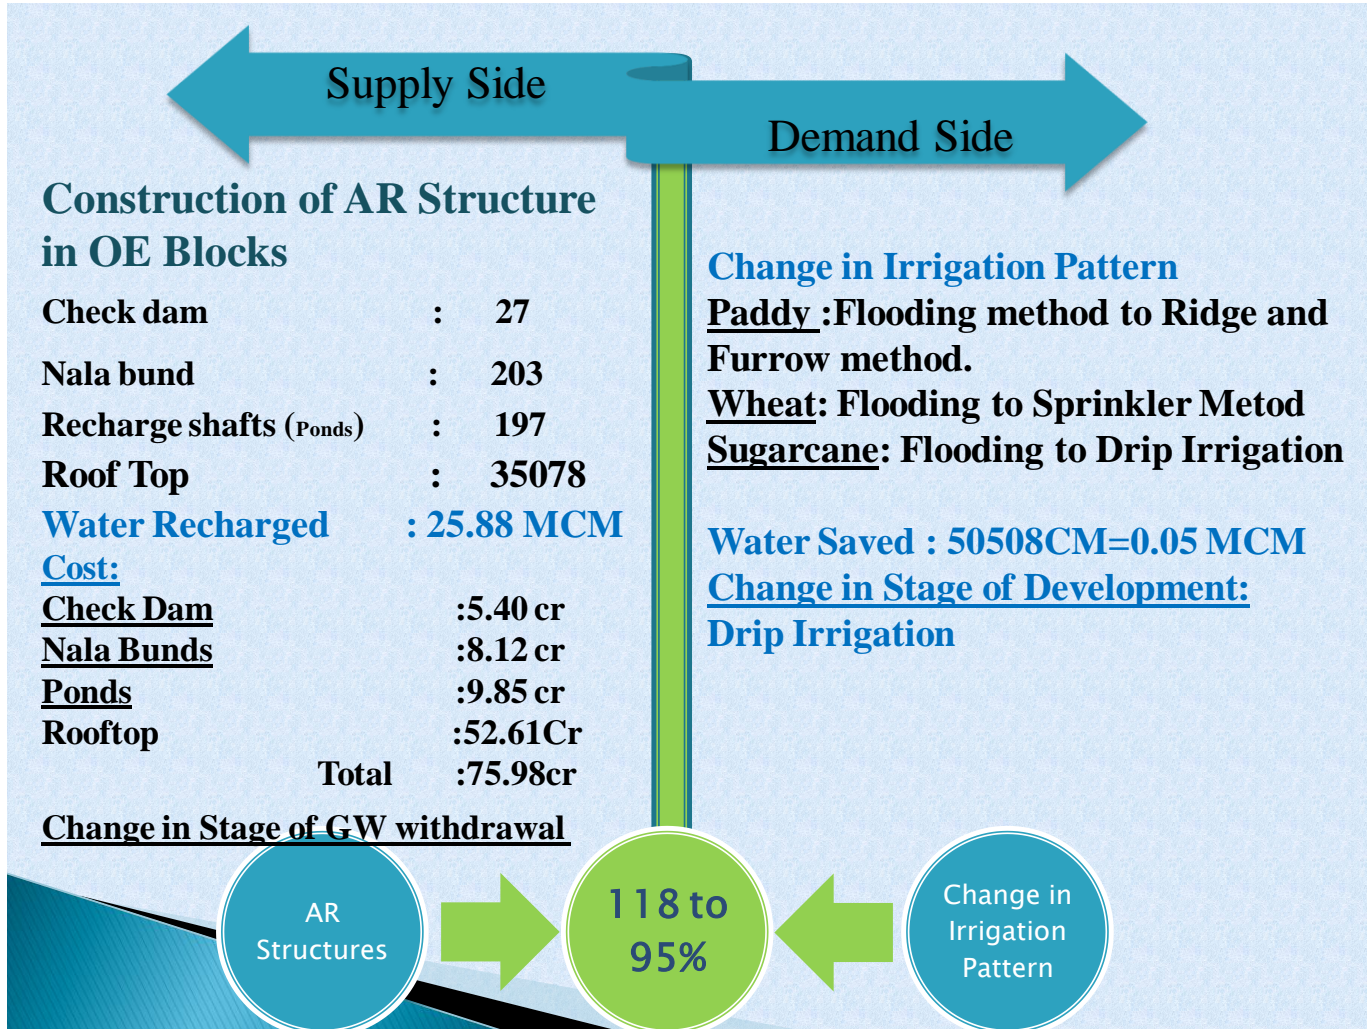 Supply Side
Demand Side
Construction of AR Structure
in OE Blocks
Check dam : 27
Nala bund : 203
Recharge shafts (Ponds) : 197
Roof Top : 35078
Water Recharged : 25.88 MCM
Cost:
Check Dam :5.40 cr
Nala Bunds :8.12 cr
Ponds :9.85 cr
Rooftop :52.61Cr
Total :75.98cr
Change in Stage of GW withdrawal
Change in Irrigation Pattern
Paddy :Flooding method to Ridge and
Furrow method.
Wheat: Flooding to Sprinkler Metod
Sugarcane: Flooding to Drip Irrigation
Water Saved : 50508CM=0.05 MCM
Change in Stage of Development:
Drip Irrigation
AR
Structures
118 to
95%
Change in
Irrigation
Pattern